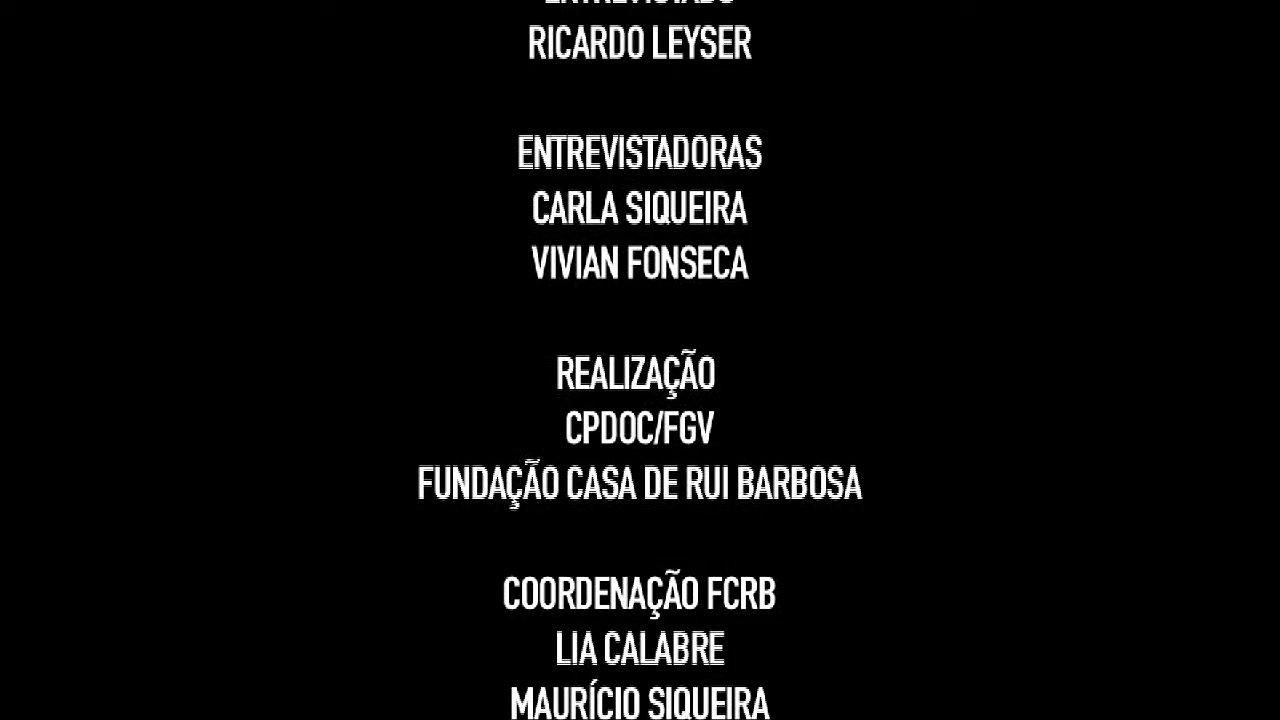 ENTREVISTADO
RICARDO LEYSER
ENTREVISTADORAS
CARLA SIQUEIRA
VIVIAN FONSECA
REALIZAÇÃO
CPDOC/FGV
FUNDAÇÃO CASA DE RUI BARBOSA
COORDENAÇÃO FCRB
LIA CALABRE
MAURÍCIO SIQUEIRA